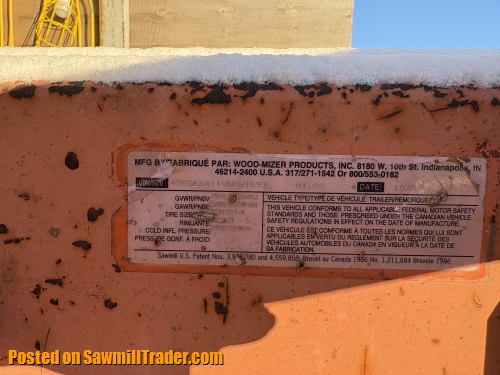 MFG BY/FABRIQUÉ PAR: WOOD-MIZER PRODUCTS, INC. 8180 W. 10th St. Indianapolis, IN
46214-2400 U.S.A. 317/271-1542 Or 800/553-0182
VIN/NIV: DATE:
GVWR/PNBV VEHICLE TYPE/TYPE DE VÉHICULE: TRAILER/REMORQUE
GAWR/PNBE THIS VEHICLE CONFORMS TO ALL APPLICABLE FEDERAL MOTOR SAFETY
TIRE SIZE STANDARDS AND THOSE PRESCRIBED UNDER THE CANADIAN VEHICLE
SAFETY REGULATIONS IN EFFECT ON THE DATE OF MANUFACTURE.
RIM/JANTE
COLD INFL. PRESSURE CE VÉHICULE EST CONFORME À TOUTES LES NORMES QUI LUI SONT
PRESS DE GONF. À FROID APPLICABLES EN VERTU DU RÈGLEMENT SUR LA SÉCURITÉ DES
VÉHICULES AUTOMOBILES DU CANADA EN VIGUEUR À LA DATE DE
SA FABRICATION.
Sawmill U.S. Patent Nos. and 4,559,858; Brevet au Canada 1986 No. 1,211,684 Brevete 1986
Posted on SawmillTrader.com